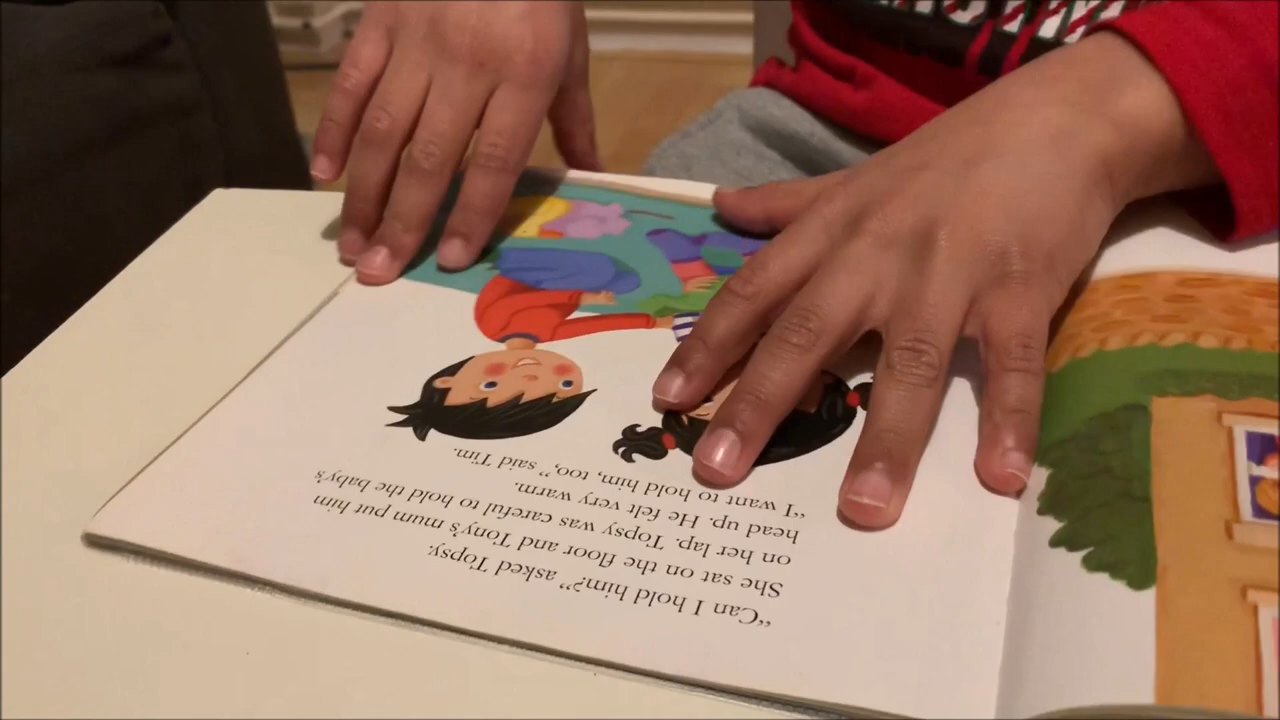 “Can I hold him?” asked Topsy.
She sat on the floor and Tony's mum put him
on her lap. Topsy was careful to hold the baby's
head up. He felt very warm.
“I want to hold him, too,” said Tim.